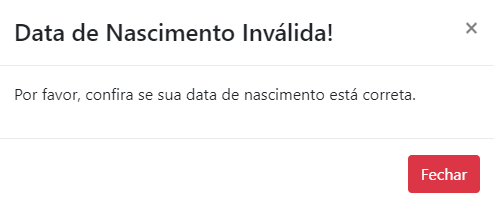 Data de Nascimento Inválida!
×
Por favor, confira se sua data de nascimento está correta.
Fechar